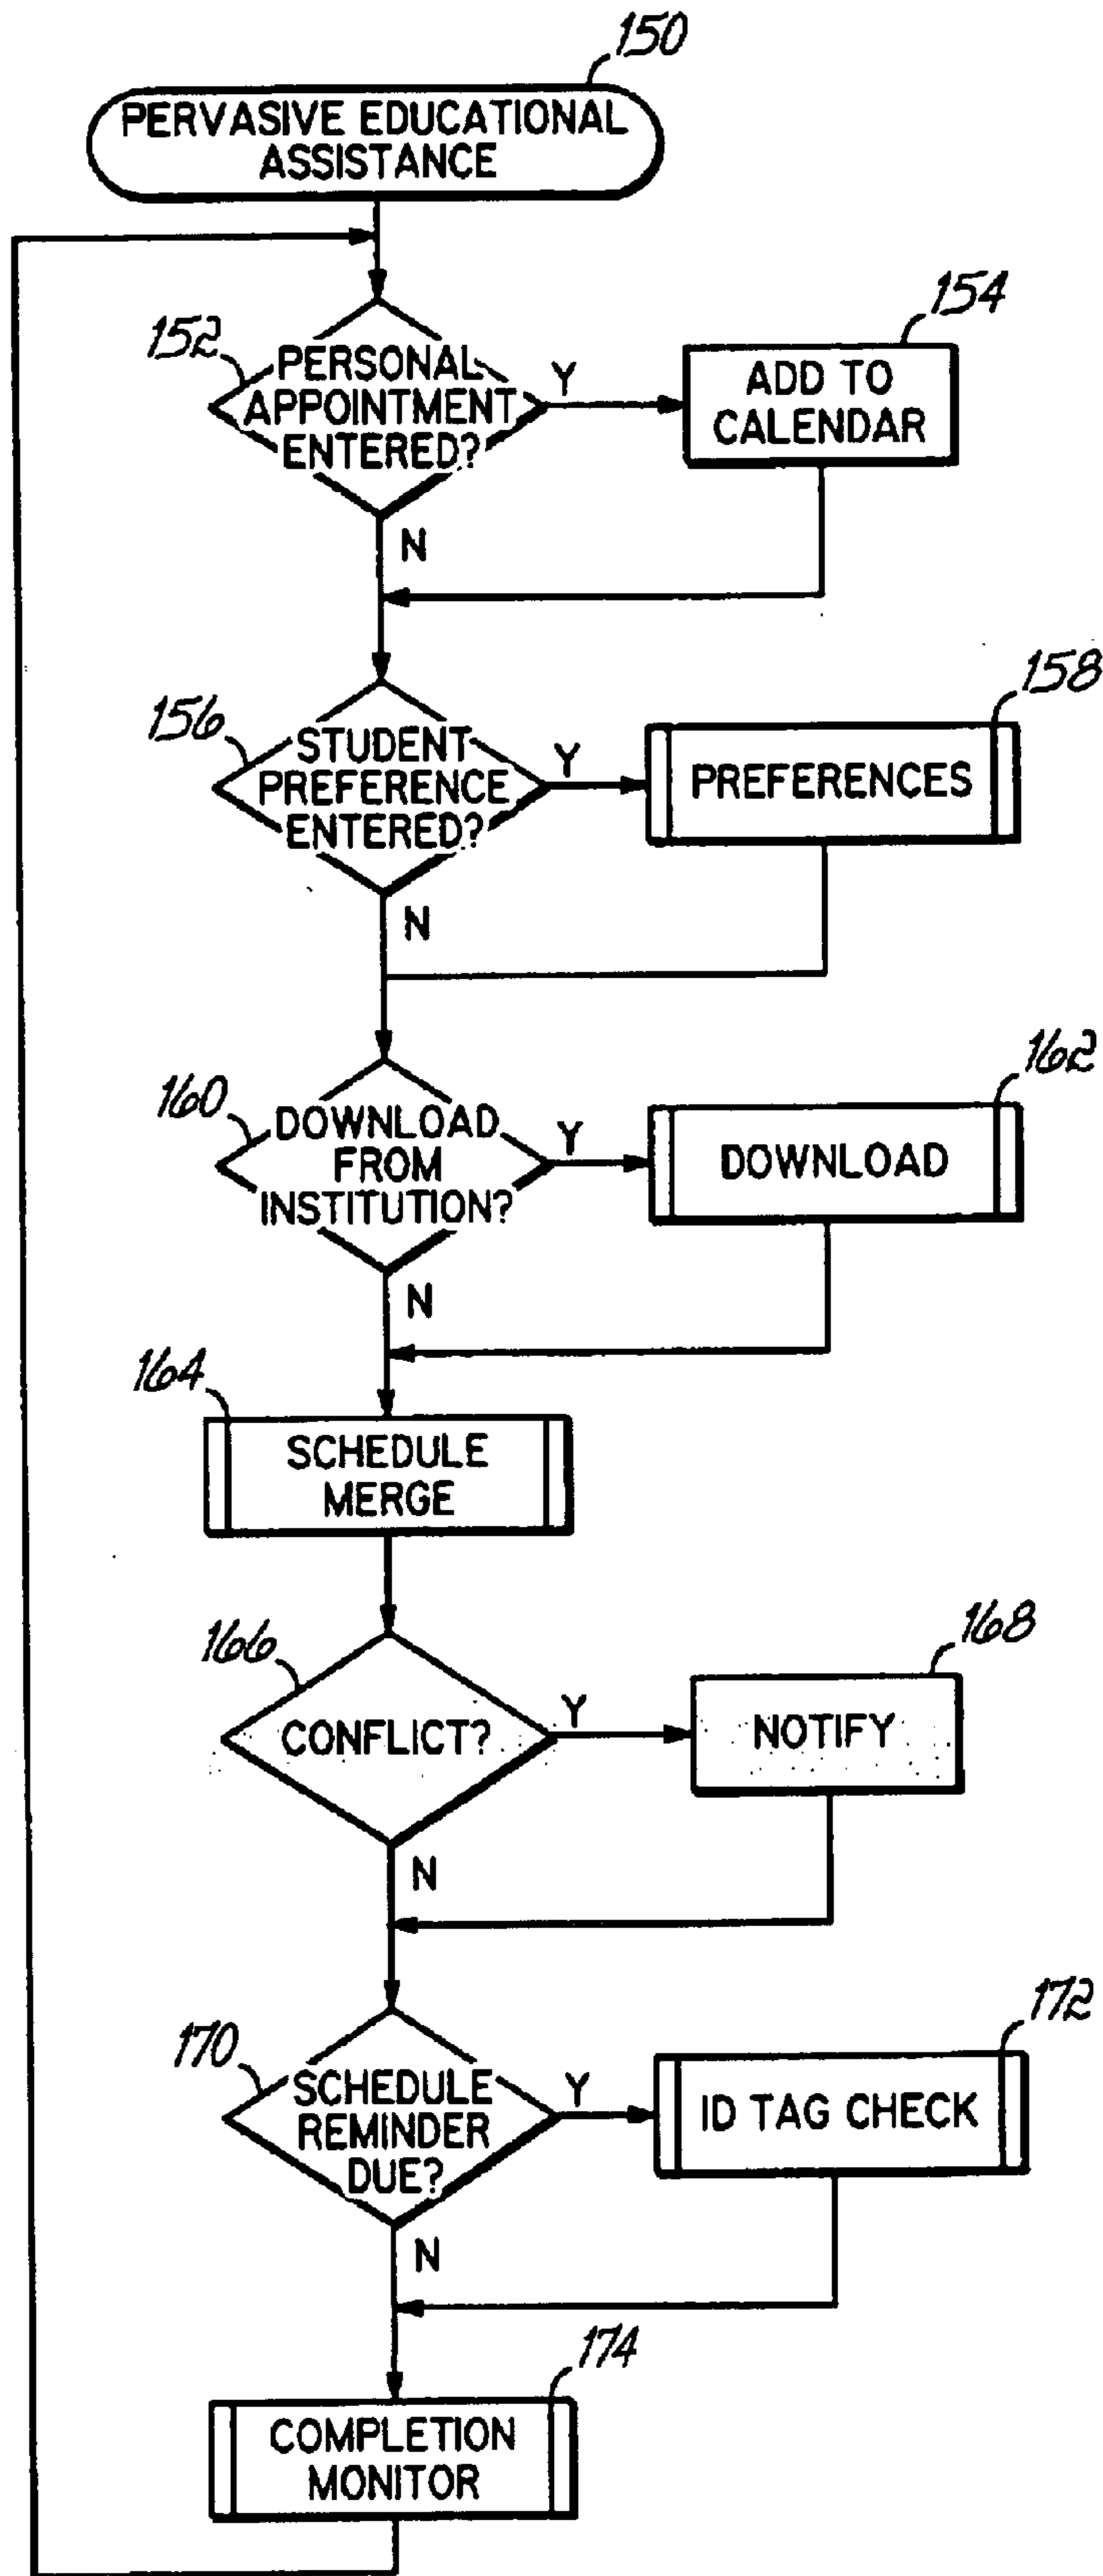 150
PERVASIVE EDUCATIONAL
ASSISTANCE
152
PERSONAL
APPOINTMENT
ENTERED?
Y
154
ADD TO
CALENDAR
N
156
STUDENT
PREFERENCE
ENTERED?
Y
158
PREFERENCES
N
160
DOWNLOAD
FROM
INSTITUTION?
Y
162
DOWNLOAD
N
164
SCHEDULE
MERGE
166
CONFLICT?
Y
168
NOTIFY
N
170
SCHEDULE
REMINDER
DUE?
Y
172
ID TAG CHECK
N
174
COMPLETION
MONITOR